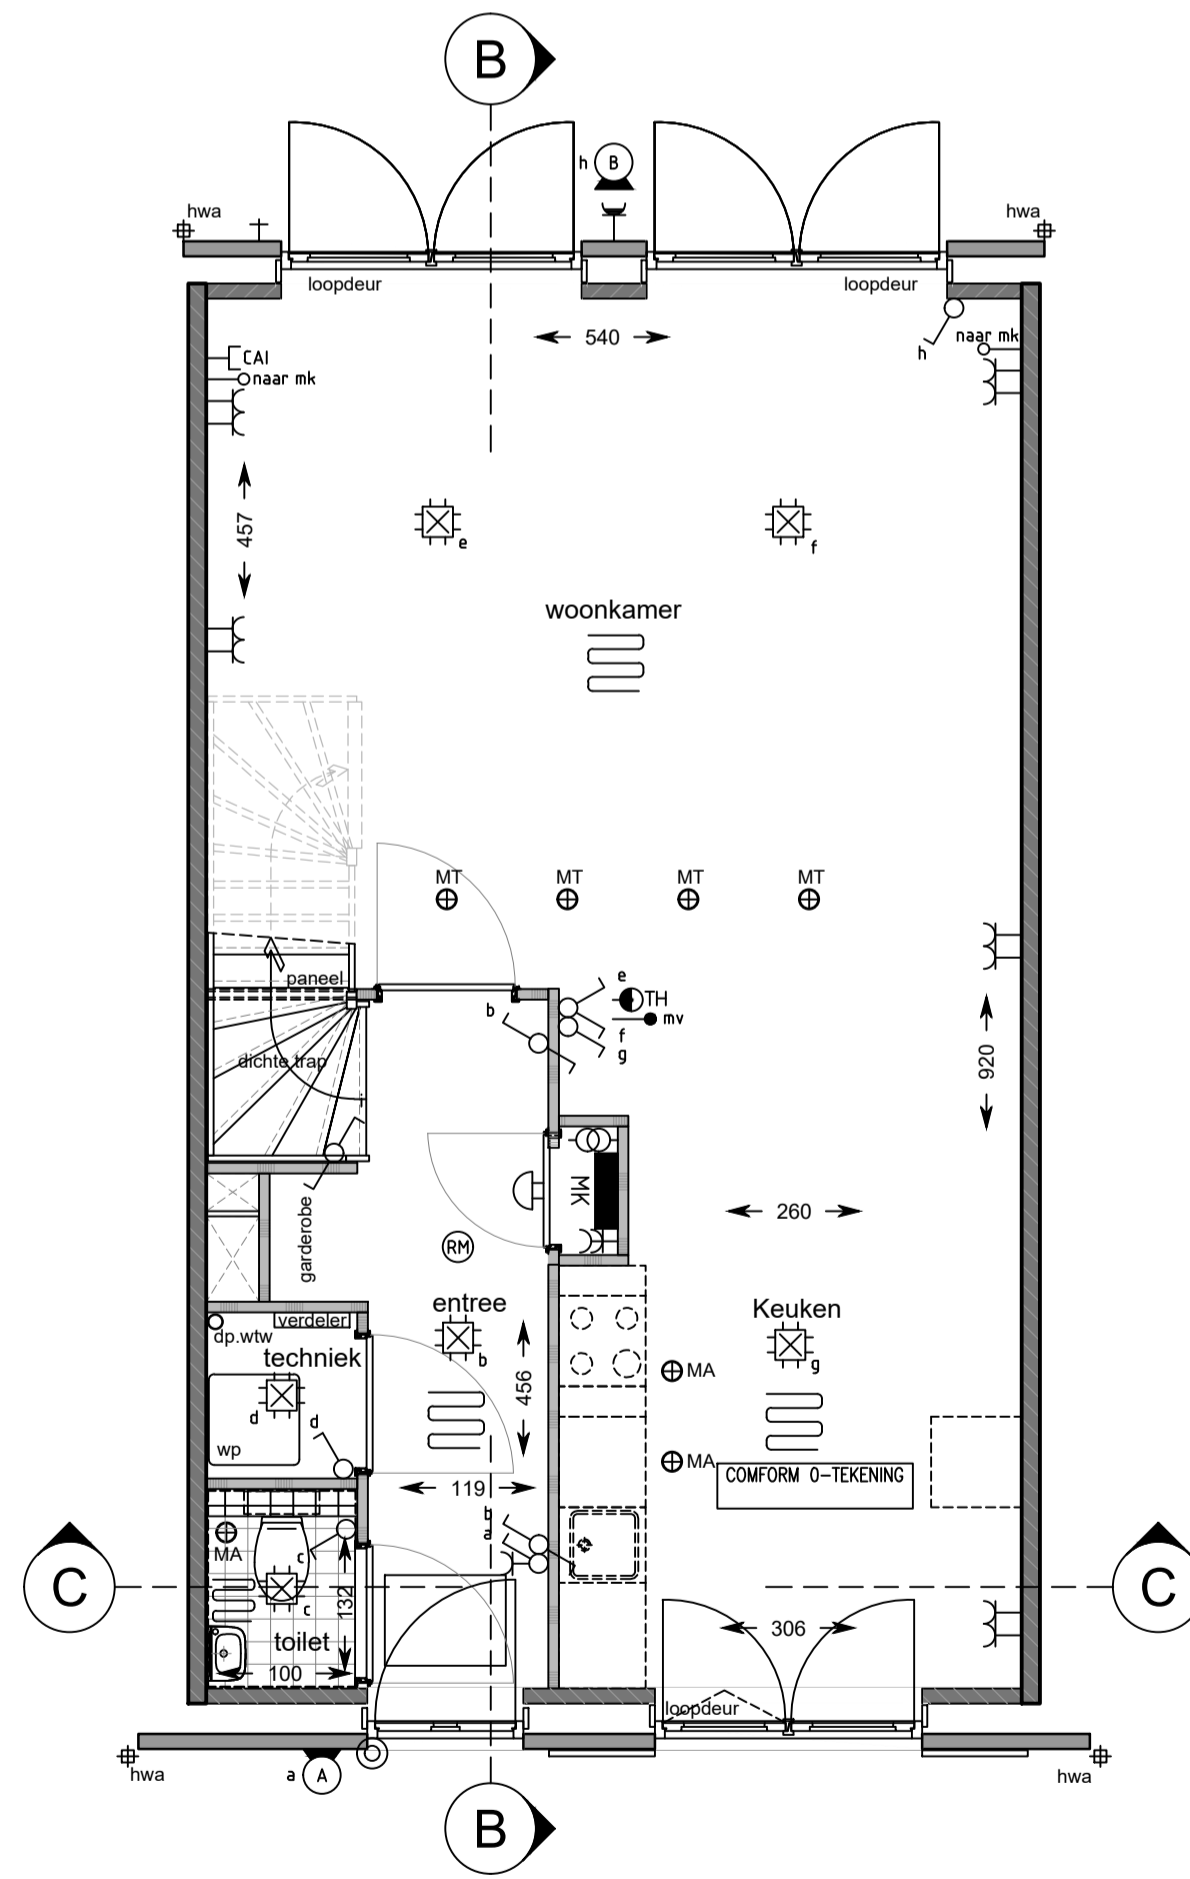 B
h B
hwa
hwa
loopdeur
loopdeur
540
h
naar mk
CAI
naar mk
457
e
f
woonkamer
MT MT MT MT
paneel
e
TH
mv
b
f
g
dichte trap
920
MK
garderobe
260
RM
entree
Keuken
verdeler
dp.wtw
techniek
b
g
d
d
456
MA
wp
MA
COMFORM 0-TEKENING
119
b
a
MA
c
c
132
C
C
306
toilet
100
loopdeur
hwa
a A
hwa
B